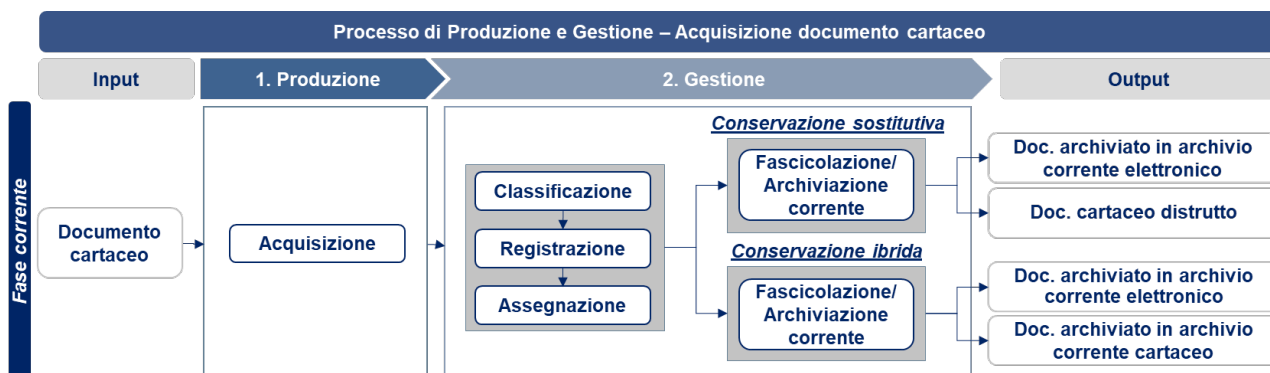 Processo di Produzione e Gestione – Acquisizione documento cartaceo
Input
1. Produzione
2. Gestione
Output
Fase corrente
Documento
cartaceo
Acquisizione
Classificazione
Registrazione
Assegnazione
Conservazione sostitutiva
Fascicolazione/
Archiviazione
corrente
Conservazione ibrida
Fascicolazione/
Archiviazione
corrente
Doc. archiviato in archivio
corrente elettronico
Doc. cartaceo distrutto
Doc. archiviato in archivio
corrente elettronico
Doc. archiviato in archivio
corrente cartaceo